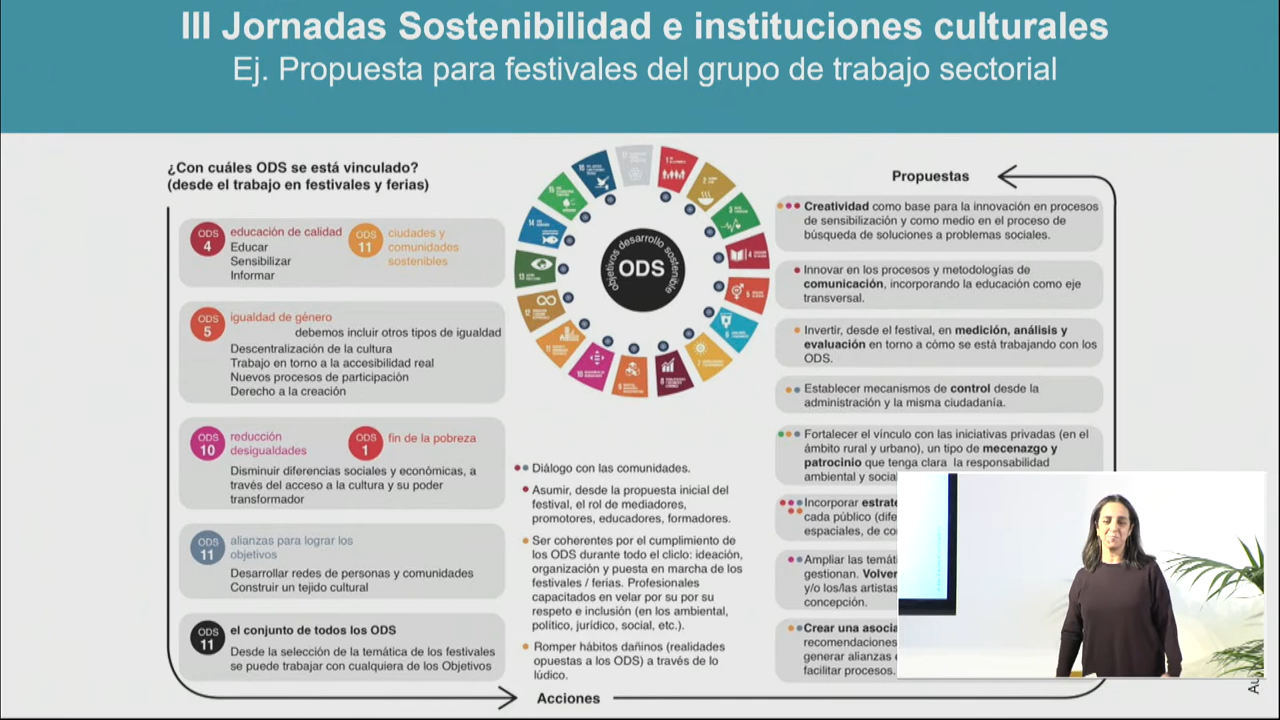 III Jornadas Sostenibilidad e instituciones culturales
Ej. Propuesta para festivales del grupo de trabajo sectorial
¿Con cuáles ODS se está vinculado?
(desde el trabajo en festivales y ferias)
ODS
4
educación de calidad
Educar
Sensibilizar
Informar
ODS
11
ciudades y
comunidades
sostenibles
ODS
5
igualdad de género
debemos incluir otros tipos de igualdad
Descentralización de la cultura
Trabajo en torno a la accesibilidad real
Nuevos procesos de participación
Derecho a la creación
ODS
10
reducción
desigualdades
ODS
1
fin de la pobreza
Disminuir diferencias sociales y económicas, a
través del acceso a la cultura y su poder
transformador
ODS
11
alianzas para lograr los
objetivos
Desarrollar redes de personas y comunidades
Construir un tejido cultural
ODS
11
el conjunto de todos los ODS
Desde la selección de la temática de los festivales
se puede trabajar con cualquiera de los Objetivos
objetivos desarrollo sostenible
ODS
Diálogo con las comunidades.
Asumir, desde la propuesta inicial del
festival, el rol de mediadores,
promotores, educadores, formadores.
Ser coherentes por el cumplimiento de
los ODS durante todo el cliclo: ideación,
organización y puesta en marcha de los
festivales / ferias. Profesionales
capacitados en velar por su por su
respeto e inclusión (en los ambiental,
político, jurídico, social, etc.).
Romper hábitos dañinos (realidades
opuestas a los ODS) a través de lo
lúdico.
Acciones
Propuestas
Creatividad como base para la innovación en procesos
de sensibilización y como medio en el proceso de
búsqueda de soluciones a problemas sociales.
Innovar en los procesos y metodologías de
comunicación, incorporando la educación como eje
transversal.
Invertir, desde el festival, en medición, análisis y
evaluación en torno a cómo se está trabajando con los
ODS.
Establecer mecanismos de control desde la
administración y la misma ciudadanía.
Fortalecer el vínculo con las iniciativas privadas (en el
ámbito rural y urbano), un tipo de mecenazgo y
patrocinio que tenga clara la responsabilidad
ambiental y social
Incorporar estrate
cada público (dife
espaciales, de co
Ampliar las temáti
gestionan. Volver
y/o los/las artistas
concepción.
Crear una asocia
recomendaciones
generar alianzas
facilitar procesos.